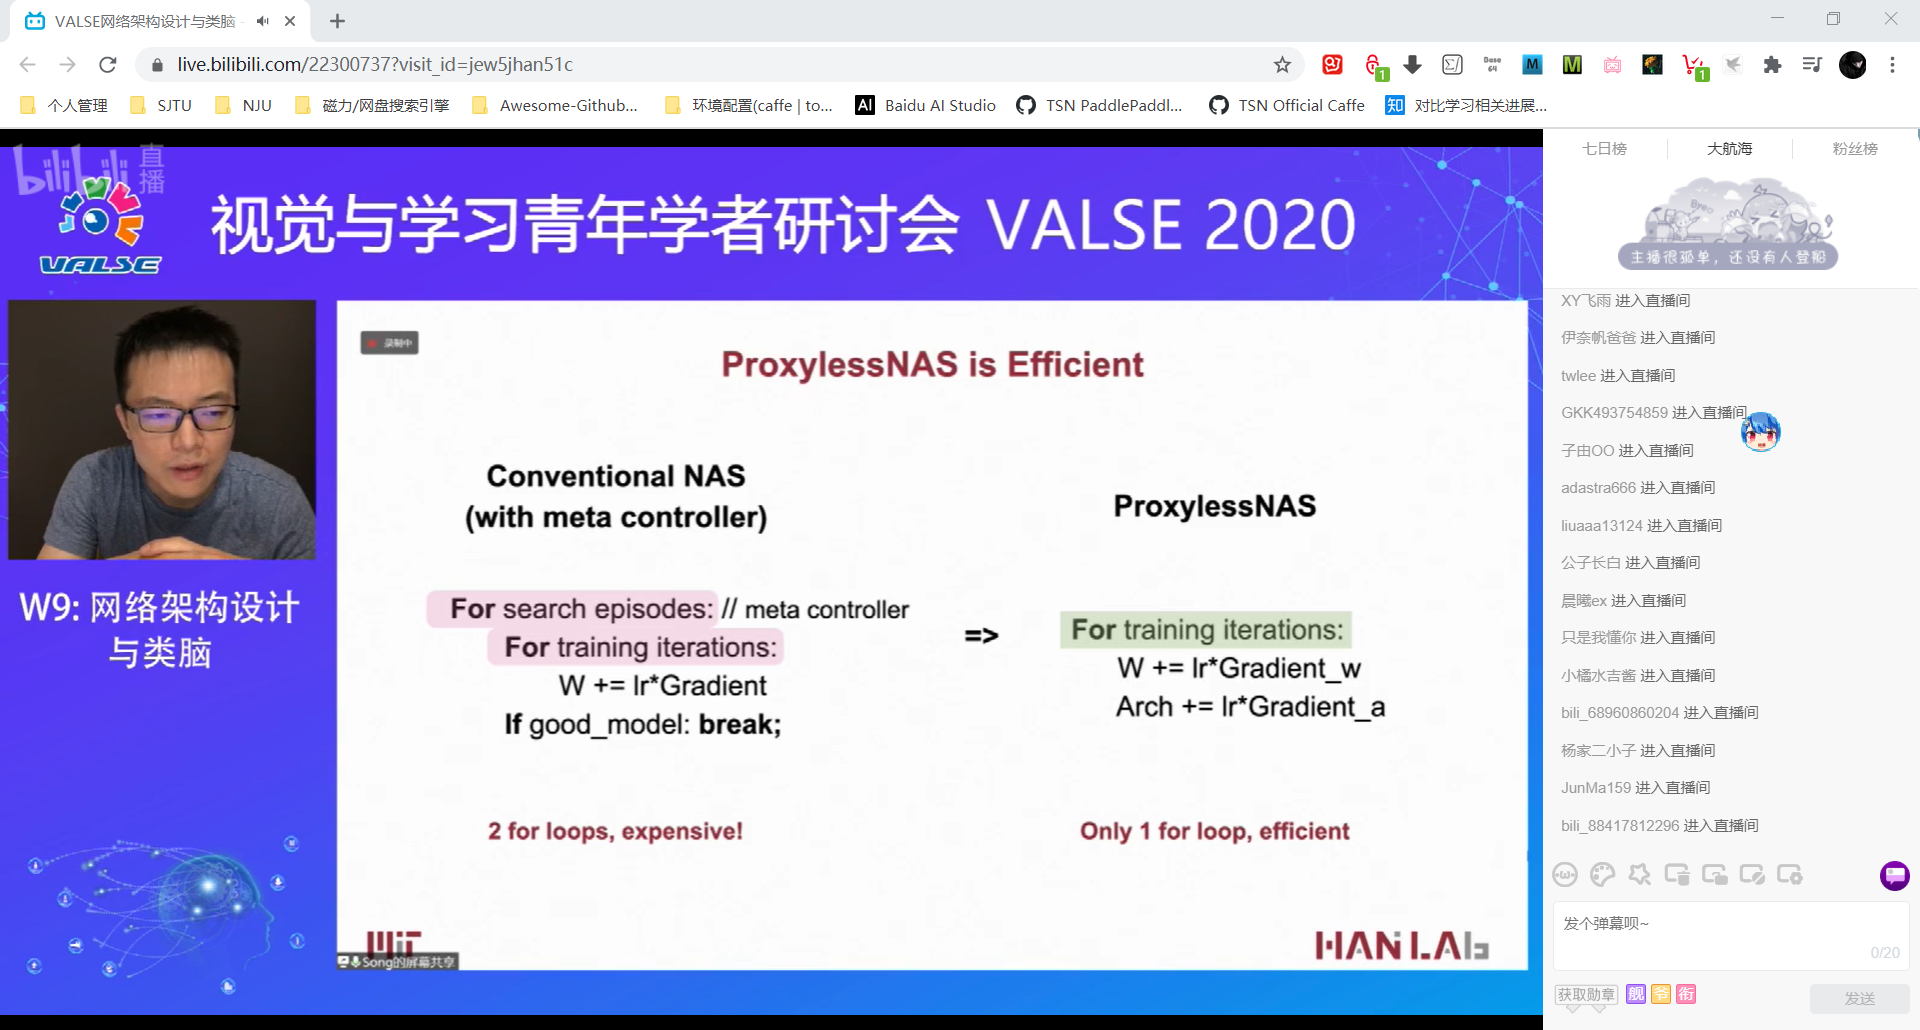 VALSE网络架构设计与类脑 -
live.bilibili.com/22300737?visit_id=jew5jhan51c
1
Base 64
M
M
1
个人管理
SJTU
NJU
磁力/网盘搜索引擎
Awesome-Github...
环境配置(caffe | to...
AI Baidu AI Studio
TSN PaddlePaddl...
TSN Official Caffe
知 对比学习相关进展...
bilibili 直播
VALSE
视觉与学习青年学者研讨会 VALSE 2020
W9: 网络架构设计
与类脑
录制中
ProxylessNAS is Efficient
Conventional NAS
(with meta controller)
For search episodes: // meta controller
For training iterations:
W += lr*Gradient
If good_model: break;
2 for loops, expensive!
=>
ProxylessNAS
For training iterations:
W += lr*Gradient_w
Arch += lr*Gradient_a
Only 1 for loop, efficient
MIT
Song的屏幕共享
HAN LAb
七日榜
大航海
粉丝榜
主播很孤单，还没有人登船
XY飞雨 进入直播间
伊奈帆爸爸 进入直播间
twlee 进入直播间
GKK493754859 进入直播间
子由OO 进入直播间
adastra666 进入直播间
liuaaa13124 进入直播间
公子长白 进入直播间
晨曦ex 进入直播间
只是我懂你 进入直播间
小橘水吉酱 进入直播间
bili_68960860204 进入直播间
杨家二小子 进入直播间
JunMa159 进入直播间
bili_88417812296 进入直播间
发个弹幕呗~
0/20
获取勋章
舰
爷
衔
发送